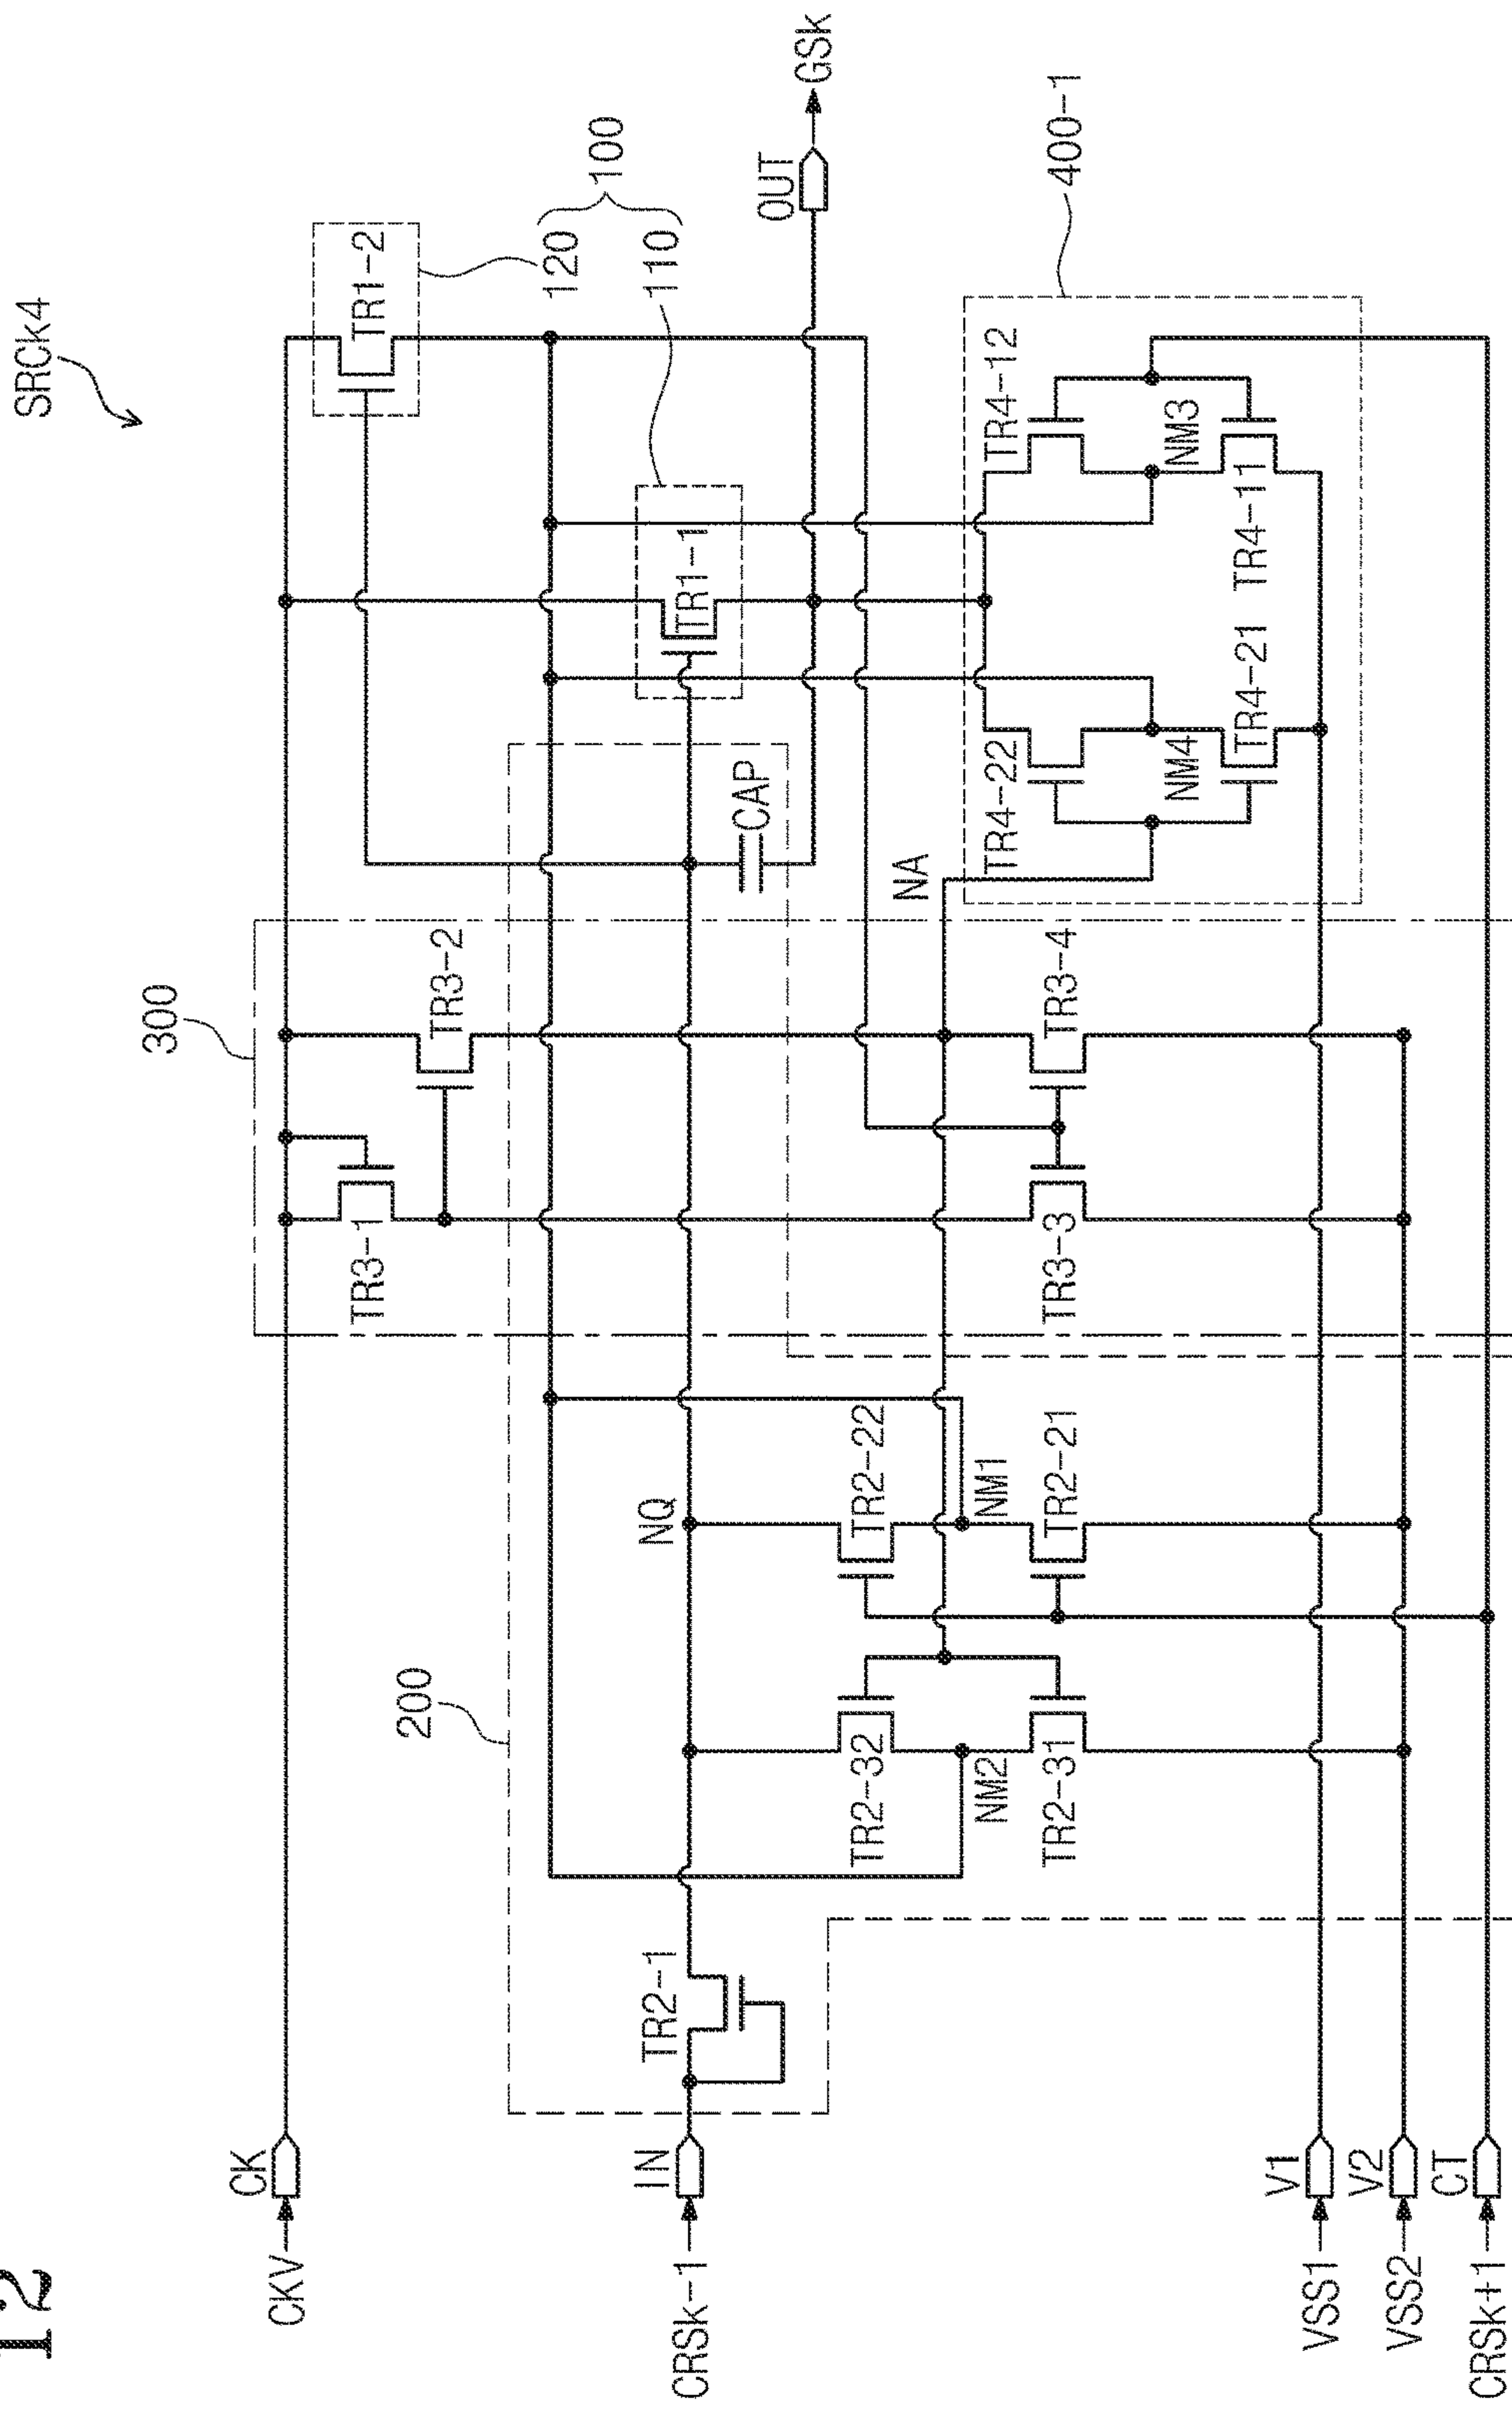 12
SRCk4
CKV
CK
300
TR3-1
TR3-2
TR1-2
120
100
110
200
CRSk-1
IN
TR2-1
NQ
CAP
TR1-1
OUT
GSk
TR2-32
TR2-22
NA
400-1
NM2
NM1
TR2-31
TR2-21
TR3-3
TR3-4
TR4-22
TR4-12
NM4
NM3
TR4-21
TR4-11
VSS1
V1
VSS2
V2
CRSk+1
CT